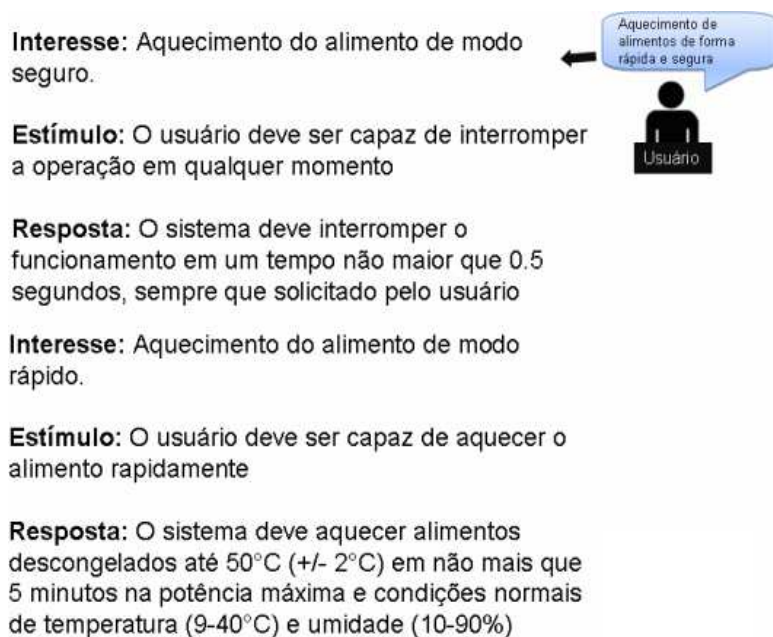 Interesse: Aquecimento do alimento de modo
seguro.
Aquecimento de
alimentos de forma
rápida e segura
Usuário
Estímulo: O usuário deve ser capaz de interromper
a operação em qualquer momento
Resposta: O sistema deve interromper o
funcionamento em um tempo não maior que 0.5
segundos, sempre que solicitado pelo usuário
Interesse: Aquecimento do alimento de modo
rápido.
Estímulo: O usuário deve ser capaz de aquecer o
alimento rapidamente
Resposta: O sistema deve aquecer alimentos
descongelados até 50°C (+/- 2°C) em não mais que
5 minutos na potência máxima e condições normais
de temperatura (9-40°C) e umidade (10-90%)